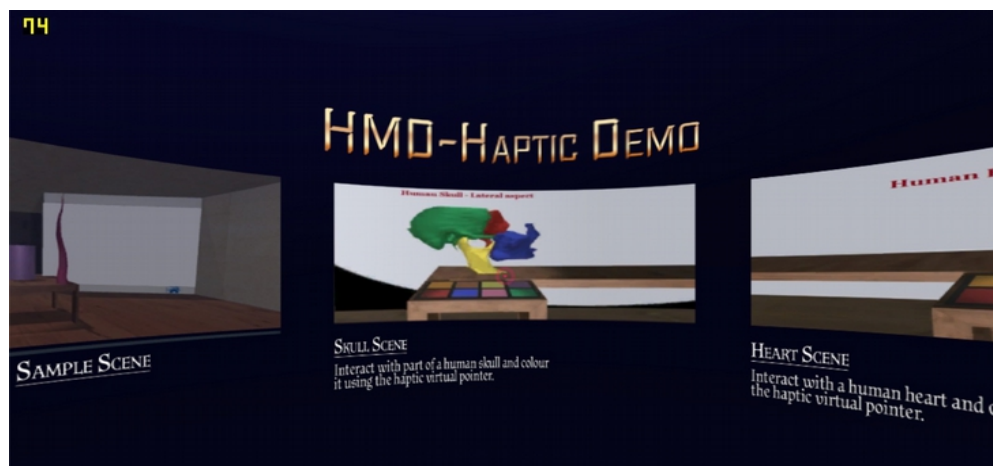 74
HMD-HAPTIC DEMO
Human Skull - Lateral aspect
Human
SAMPLE SCENE
SKULL SCENE
Interact with part of a human skull and colour
it using the haptic virtual pointer.
HEART SCENE
Interact with a human heart and
the haptic virtual pointer.